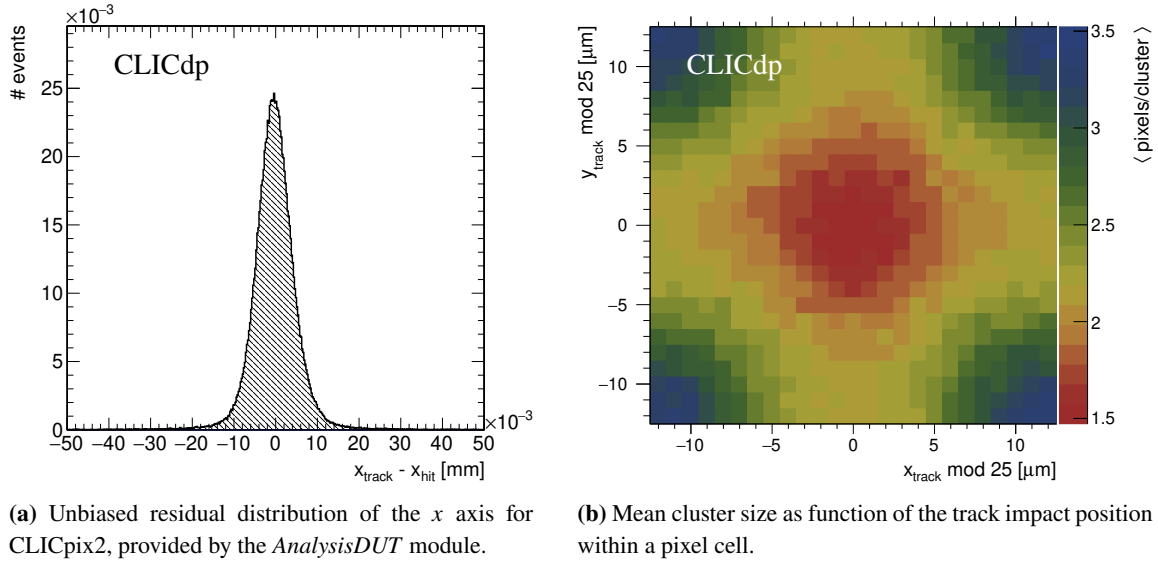 ×10⁻³
# events
CLICdp
25
20
15
10
5
0
−50 −40 −30 −20 −10 0 10 20 30 40 50
×10⁻³
x_track - x_hit [mm]
y_track mod 25 [µm]
CLICdp
10
5
0
−5
−10
−10 −5 0 5 10
x_track mod 25 [µm]
3.5
3
2.5
2
1.5
⟨ pixels/cluster ⟩
(a) Unbiased residual distribution of the x axis for
CLICpix2, provided by the AnalysisDUT module.
(b) Mean cluster size as function of the track impact position
within a pixel cell.